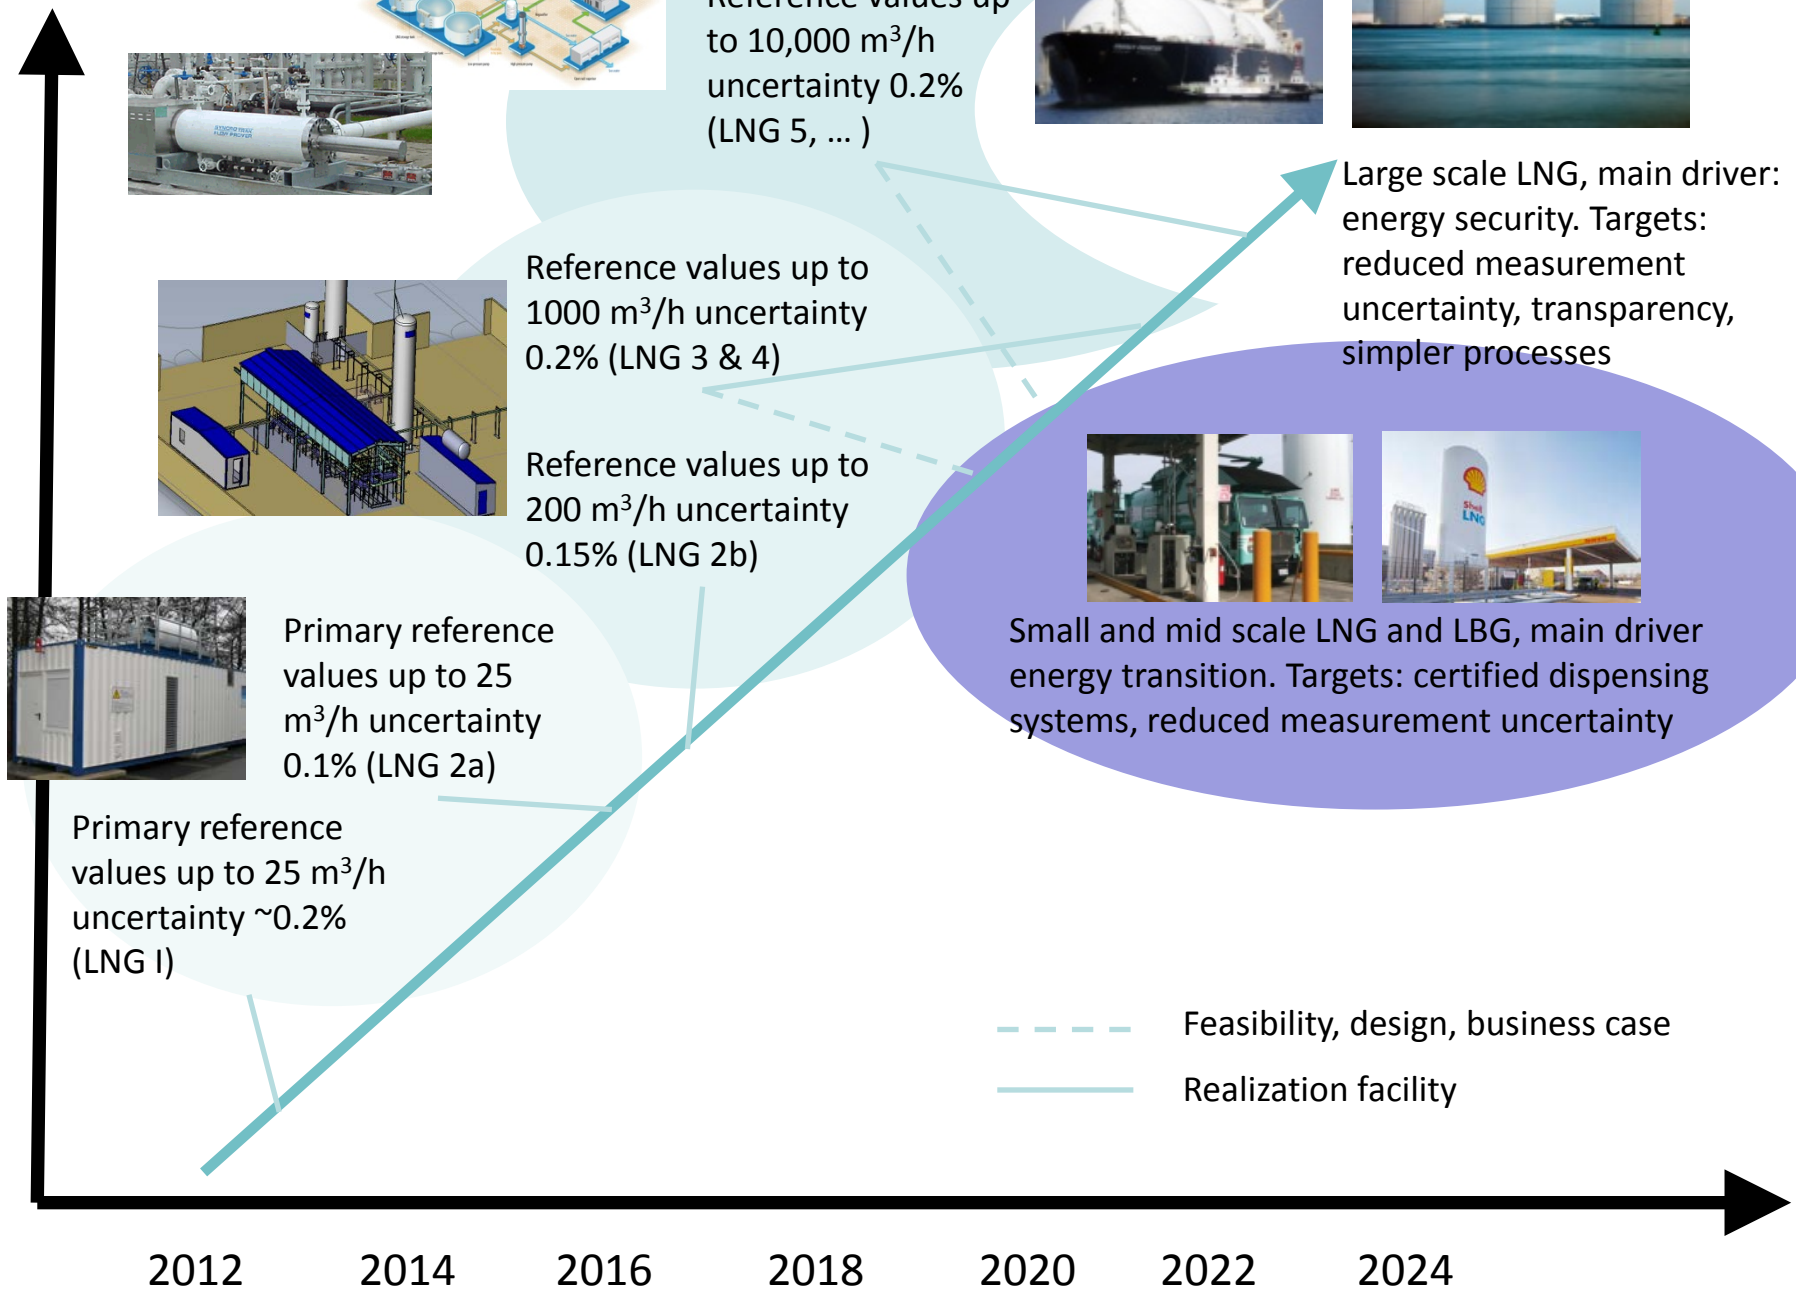 Reference values up
to 10,000 m³/h
uncertainty 0.2%
(LNG 5, ... )
Large scale LNG, main driver:
energy security. Targets:
reduced measurement
uncertainty, transparency,
simpler processes
Reference values up to
1000 m³/h uncertainty
0.2% (LNG 3 & 4)
Reference values up to
200 m³/h uncertainty
0.15% (LNG 2b)
Shell
LNG
Small and mid scale LNG and LBG, main driver
energy transition. Targets: certified dispensing
systems, reduced measurement uncertainty
Primary reference
values up to 25
m³/h uncertainty
0.1% (LNG 2a)
Primary reference
values up to 25 m³/h
uncertainty ~0.2%
(LNG I)
Feasibility, design, business case
Realization facility
2012 2014 2016 2018 2020 2022 2024